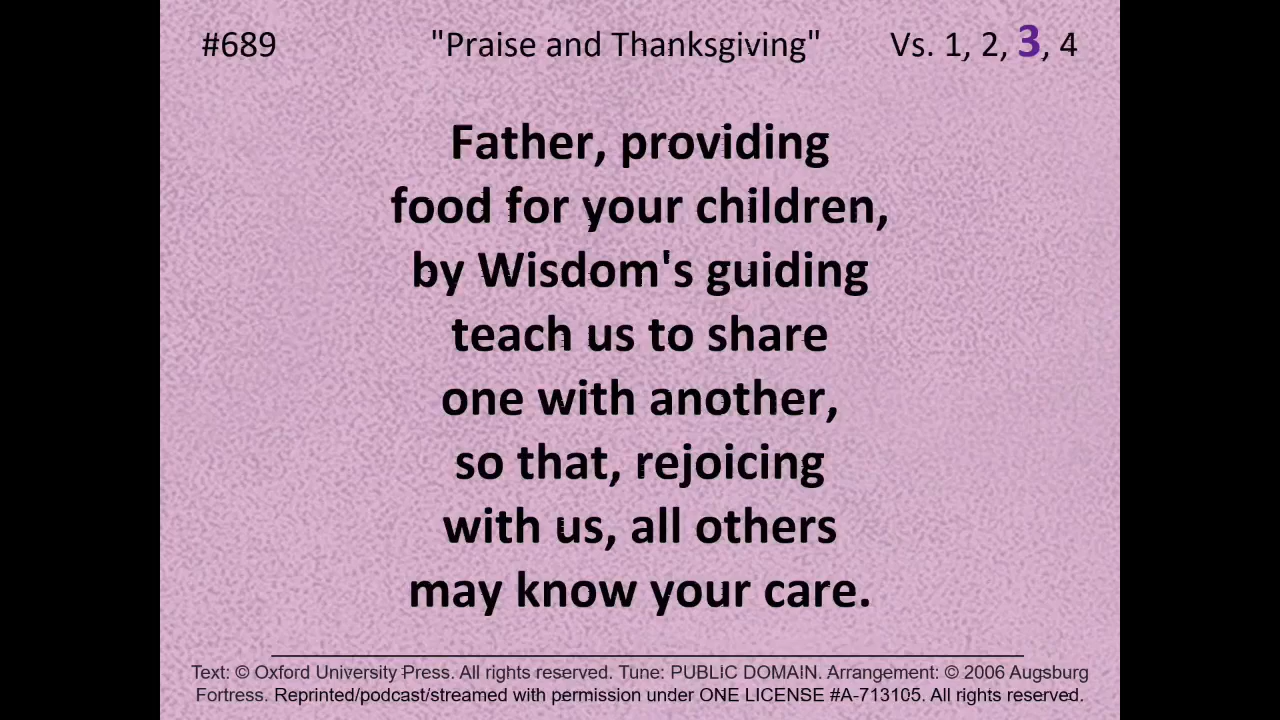 #689 "Praise and Thanksgiving" Vs. 1, 2, 3, 4
Father, providing
food for your children,
by Wisdom's guiding
teach us to share
one with another,
so that, rejoicing
with us, all others
may know your care.
Text: © Oxford University Press. All rights reserved. Tune: PUBLIC DOMAIN. Arrangement: © 2006 Augsburg
Fortress. Reprinted/podcast/streamed with permission under ONE LICENSE #A-713105. All rights reserved.